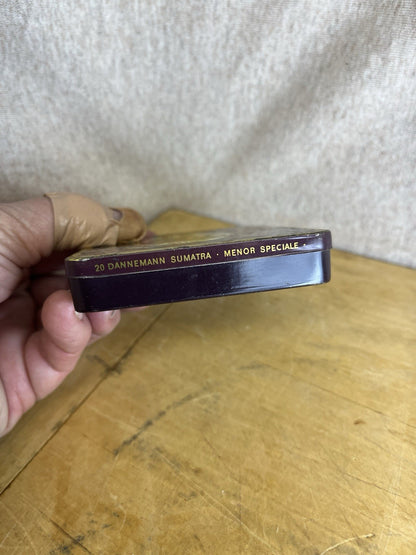 20 DANNEMANN SUMATRA · MENOR SPECIALE ·